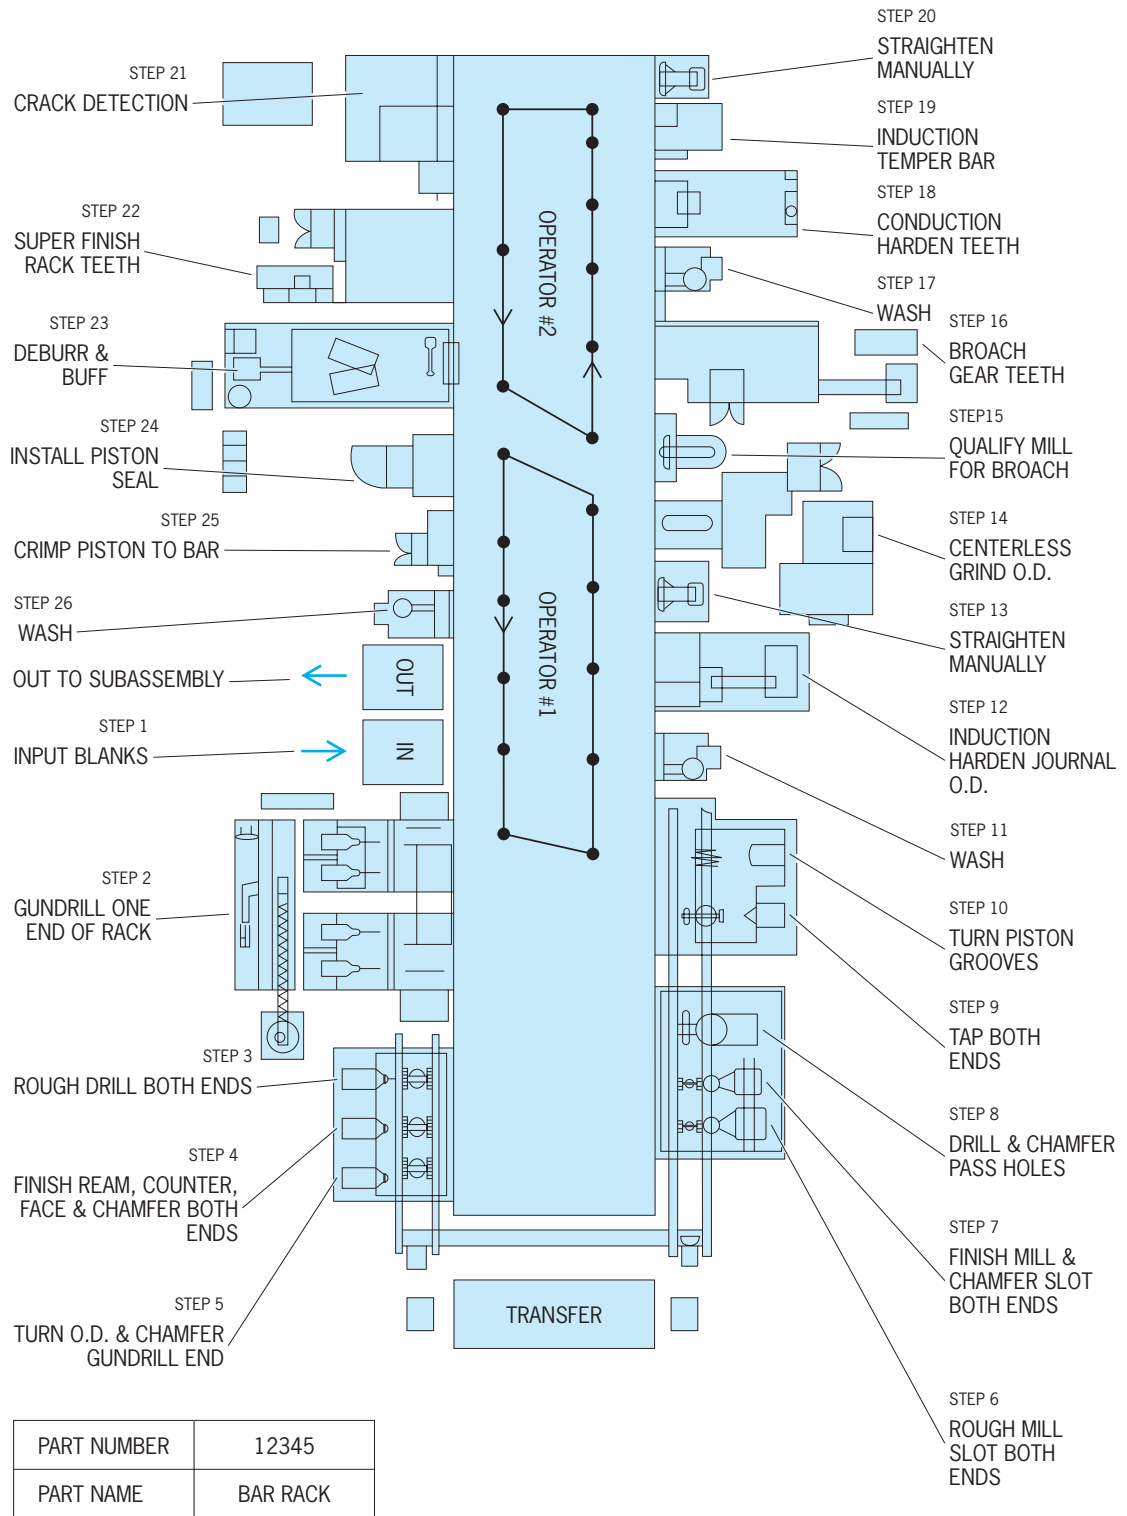 STEP 20
STRAIGHTEN
MANUALLY
STEP 21
CRACK DETECTION
STEP 19
INDUCTION
TEMPER BAR
STEP 18
CONDUCTION
HARDEN TEETH
STEP 22
SUPER FINISH
RACK TEETH
OPERATOR #2
STEP 17
WASH
STEP 23
DEBURR &
BUFF
STEP 16
BROACH
GEAR TEETH
STEP 24
INSTALL PISTON
SEAL
STEP15
QUALIFY MILL
FOR BROACH
STEP 25
CRIMP PISTON TO BAR
STEP 14
CENTERLESS
GRIND O.D.
STEP 26
WASH
OPERATOR #1
STEP 13
STRAIGHTEN
MANUALLY
OUT TO SUBASSEMBLY
OUT
STEP 1
INPUT BLANKS
IN
STEP 12
INDUCTION
HARDEN JOURNAL
O.D.
STEP 11
WASH
STEP 2
GUNDRILL ONE
END OF RACK
STEP 10
TURN PISTON
GROOVES
STEP 9
TAP BOTH
ENDS
STEP 3
ROUGH DRILL BOTH ENDS
STEP 8
DRILL & CHAMFER
PASS HOLES
STEP 4
FINISH REAM, COUNTER,
FACE & CHAMFER BOTH
ENDS
STEP 7
FINISH MILL &
CHAMFER SLOT
BOTH ENDS
STEP 5
TURN O.D. & CHAMFER
GUNDRILL END
TRANSFER
STEP 6
ROUGH MILL
SLOT BOTH
ENDS
PART NUMBER 12345
PART NAME BAR RACK